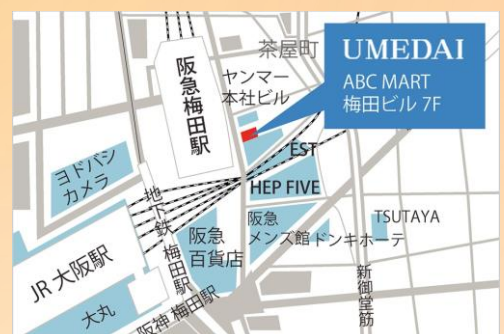 茶屋町
UMEDAI
ABC MART
梅田ビル 7F
阪急梅田駅
ヤンマー
本社ビル
EST
HEP FIVE
ヨドバシ
カメラ
地下鉄 梅田駅
阪急
百貨店
阪急
メンズ館
ドンキホーテ
TSUTAYA
新御堂筋
JR 大阪駅
大丸
阪神 梅田駅